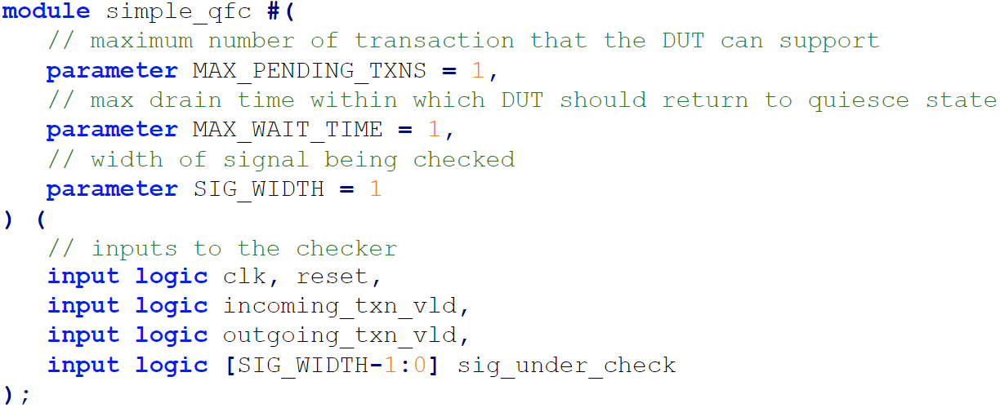 module simple_qfc #(
// maximum number of transaction that the DUT can support
parameter MAX_PENDING_TXNS = 1,
// max drain time within which DUT should return to quiesce state
parameter MAX_WAIT_TIME = 1,
// width of signal being checked
parameter SIG_WIDTH = 1
) (
// inputs to the checker
input logic clk, reset,
input logic incoming_txn_vld,
input logic outgoing_txn_vld,
input logic [SIG_WIDTH-1:0] sig_under_check
);